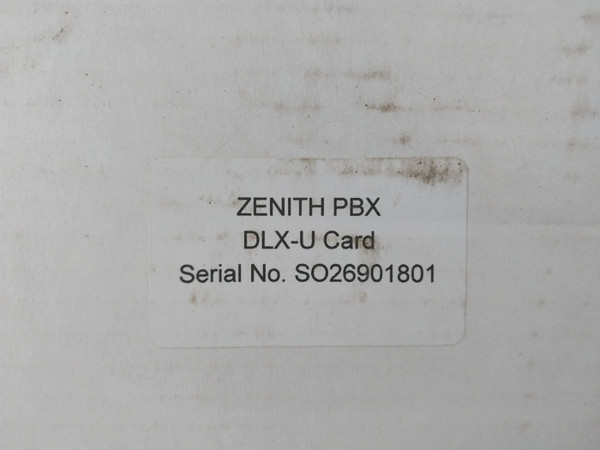 ZENITH PBX
DLX-U Card
Serial No. SO26901801